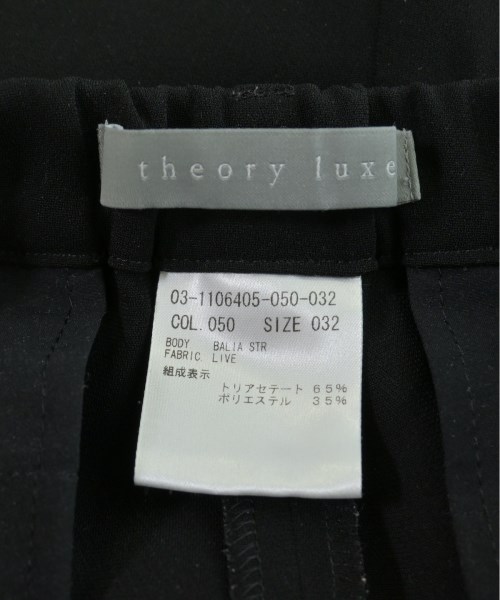 theory luxe
03-1106405-050-032
COL.050 SIZE 032
BODY BALIA STR
FABRIC. LIVE
組成表示
トリアセテート 65%
ポリエステル 35%